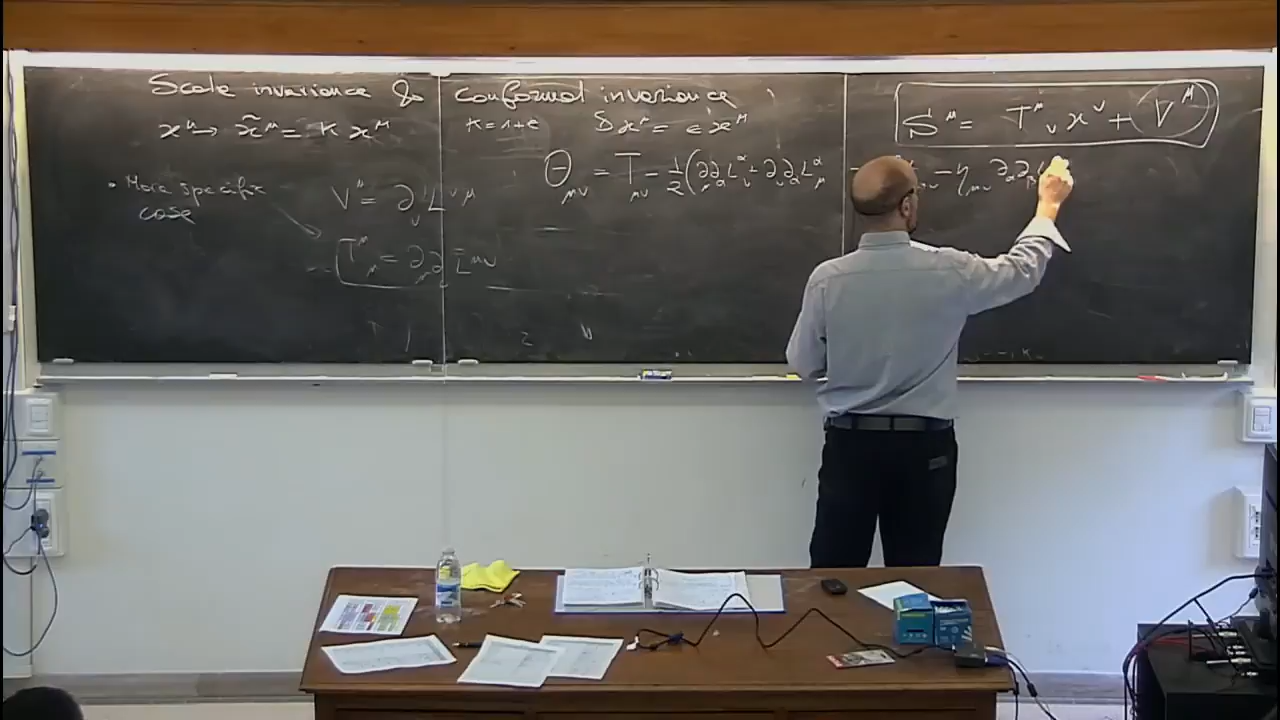 Scale invariance & conformal invariance
x^μ → x̃^μ = K x^μ
K = 1+ε δx^μ = ε x^μ
S^μ = T^μ_ν x^ν + V^μ
Θ_μν = T_μν − 1/2 (∂_μ ∂_α L^α_ν + ∂_ν ∂_α L^α_μ
− η_μν ∂_α ∂_β L
• More specific case
V^μ = ∂_ν L^νμ
T^μ_μ = ∂_μ ∂_ν L^μν